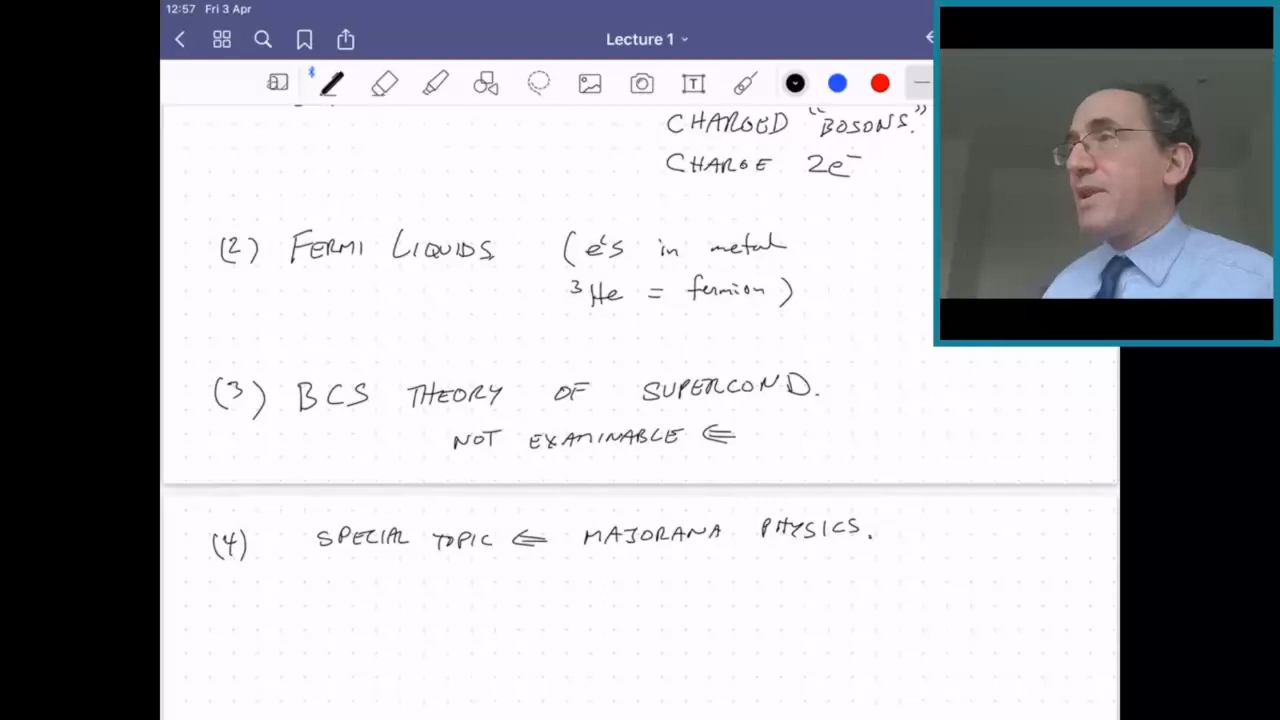 12:57 Fri 3 Apr
Lecture 1
CHARGED "BOSONS."
CHARGE 2e⁻
(2) FERMI LIQUIDS (e's in metal
³He = fermion)
(3) BCS THEORY OF SUPERCOND.
NOT EXAMINABLE ⇐
(4) SPECIAL TOPIC ⇐ MAJORANA PHYSICS.